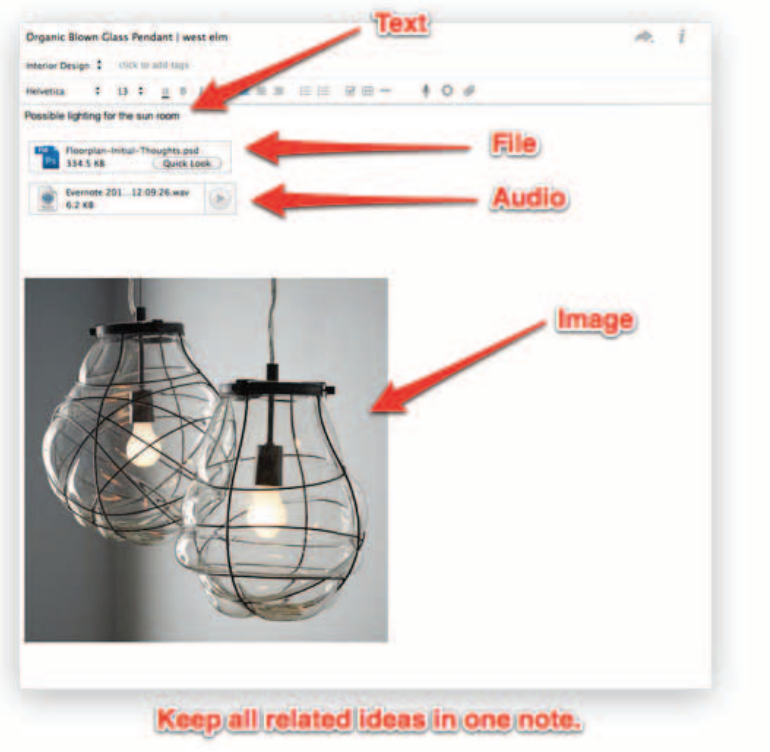 Text
Organic Blown Glass Pendant | west elm
i
Interior Design click to add tags
Helvetica 13 a B
Possible lighting for the sun room
File
Floorplan-Initial-Thoughts.psd
334.5 KB Quick Look
Ps
Audio
Evernote 201...12:09:26.wav
6.2 KB
Image
Keep all related ideas in one note.